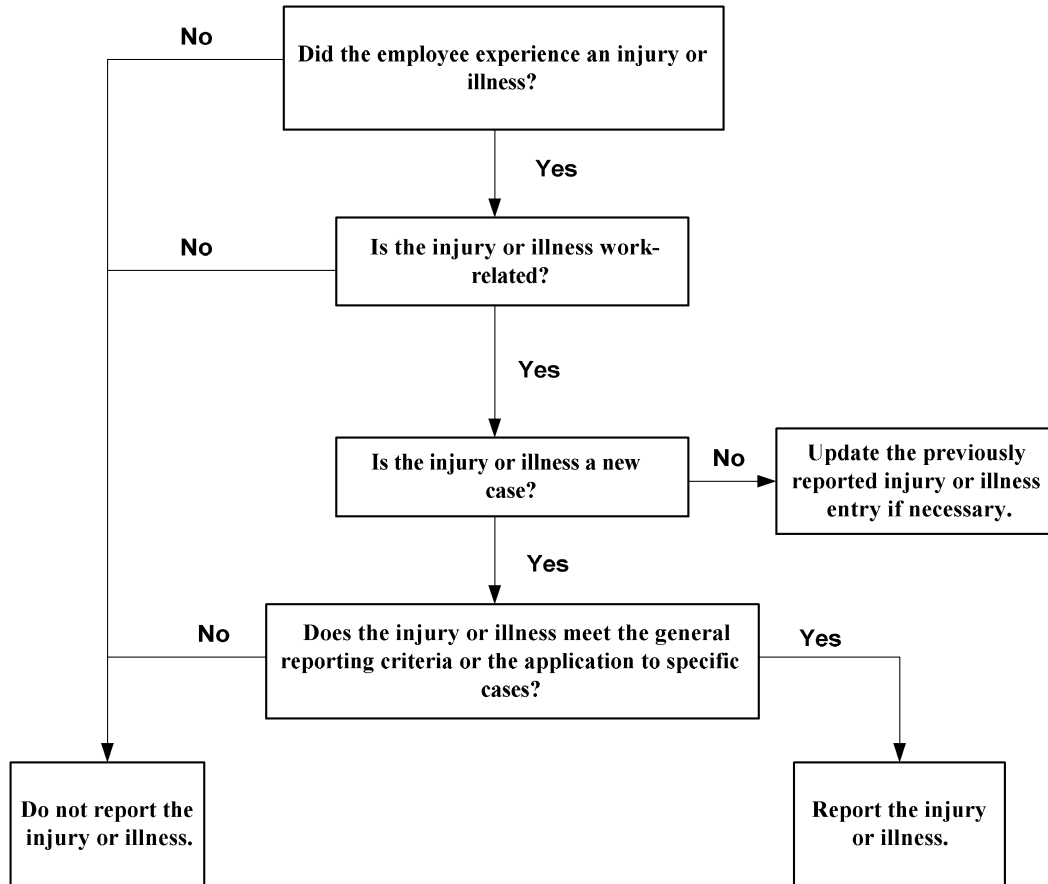 No
Did the employee experience an injury or
illness?
Yes
No
Is the injury or illness work-
related?
Yes
Is the injury or illness a new
case?
No
Update the previously
reported injury or illness
entry if necessary.
Yes
No
Does the injury or illness meet the general
reporting criteria or the application to specific
cases?
Yes
Do not report the
injury or illness.
Report the injury
or illness.